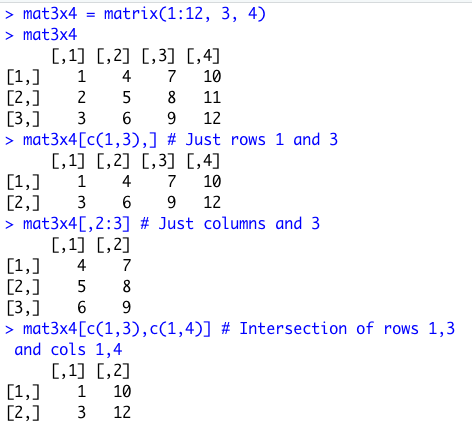 > mat3x4 = matrix(1:12, 3, 4)
> mat3x4
     [,1] [,2] [,3] [,4]
[1,]    1    4    7   10
[2,]    2    5    8   11
[3,]    3    6    9   12
> mat3x4[c(1,3),] # Just rows 1 and 3
     [,1] [,2] [,3] [,4]
[1,]    1    4    7   10
[2,]    3    6    9   12
> mat3x4[,2:3] # Just columns and 3
     [,1] [,2]
[1,]    4    7
[2,]    5    8
[3,]    6    9
> mat3x4[c(1,3),c(1,4)] # Intersection of rows 1,3
 and cols 1,4
     [,1] [,2]
[1,]    1   10
[2,]    3   12